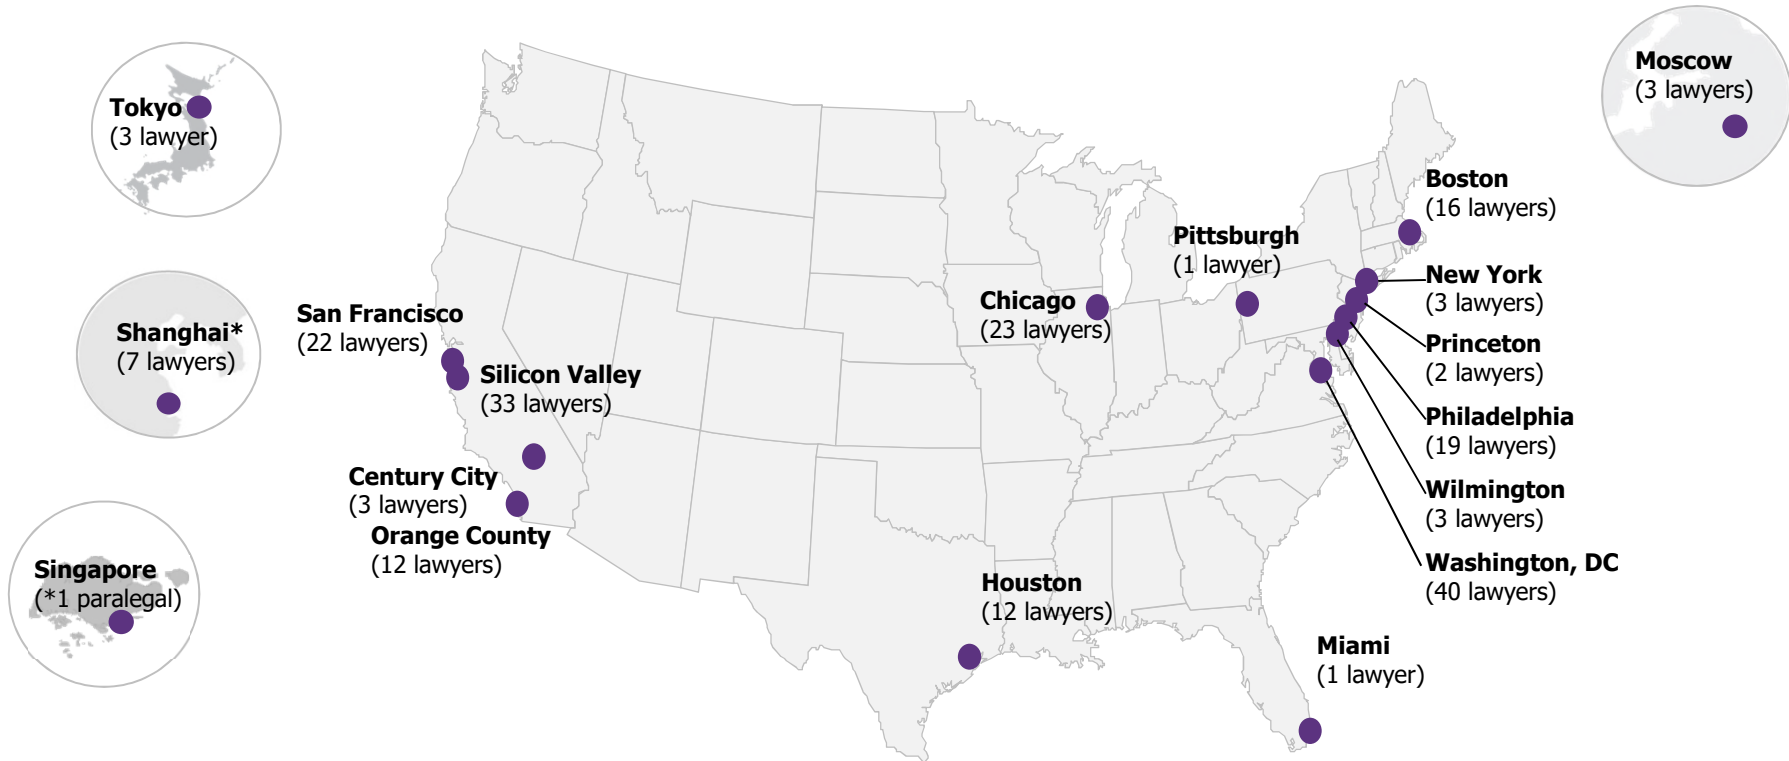 Tokyo
(3 lawyer)
Shanghai*
(7 lawyers)
Singapore
(*1 paralegal)
San Francisco
(22 lawyers)
Silicon Valley
(33 lawyers)
Century City
(3 lawyers)
Orange County
(12 lawyers)
Chicago
(23 lawyers)
Pittsburgh
(1 lawyer)
Houston
(12 lawyers)
Miami
(1 lawyer)
Moscow
(3 lawyers)
Boston
(16 lawyers)
New York
(3 lawyers)
Princeton
(2 lawyers)
Philadelphia
(19 lawyers)
Wilmington
(3 lawyers)
Washington, DC
(40 lawyers)